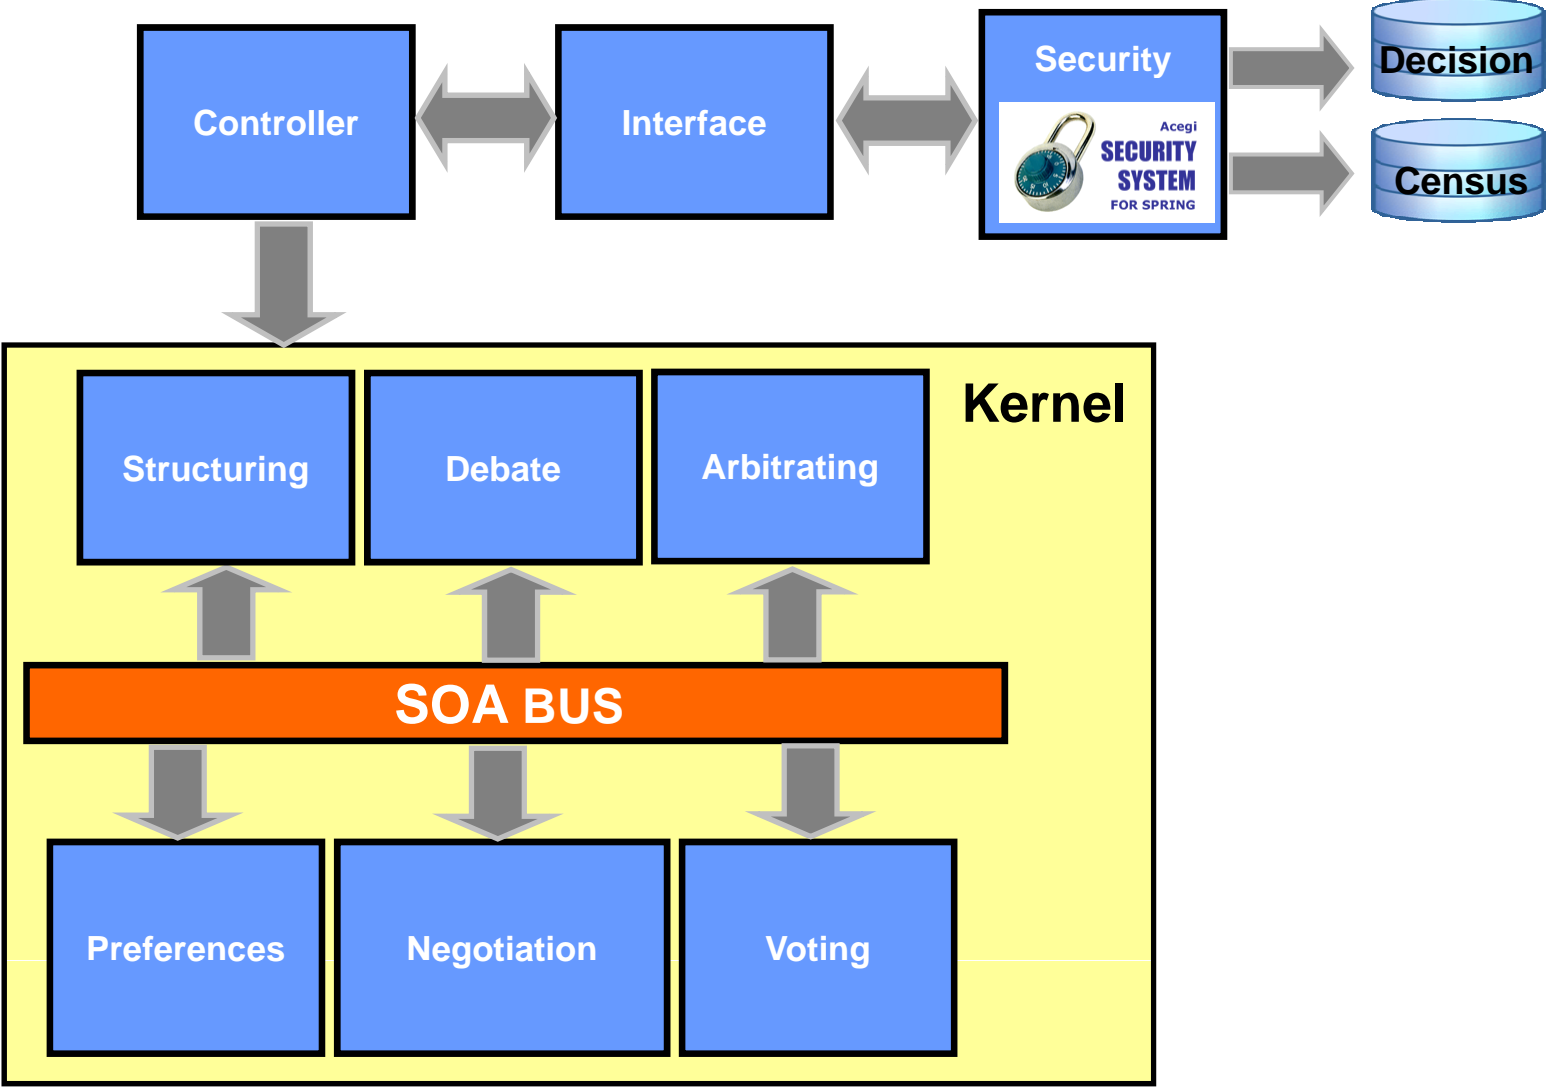 Controller
Interface
Security
Acegi
SECURITY
SYSTEM
FOR SPRING
Decision
Census
Kernel
Structuring
Debate
Arbitrating
SOA BUS
Preferences
Negotiation
Voting